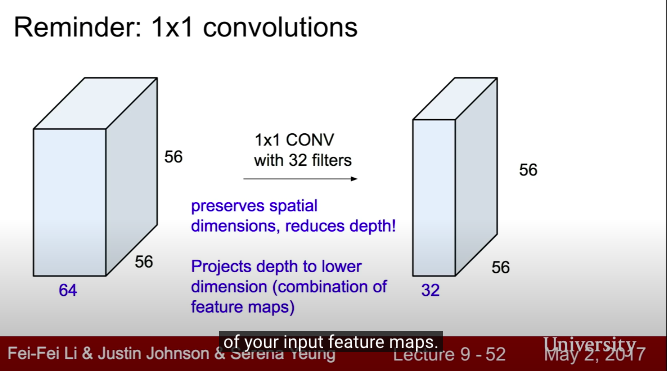 Reminder: 1x1 convolutions
56
56
64
1x1 CONV
with 32 filters
preserves spatial
dimensions, reduces depth!
Projects depth to lower
dimension (combination of
feature maps)
56
56
32
of your input feature maps.
Fei-Fei Li & Justin Johnson & Serena Yeung
Lecture 9 - 52
University
May 2, 2017